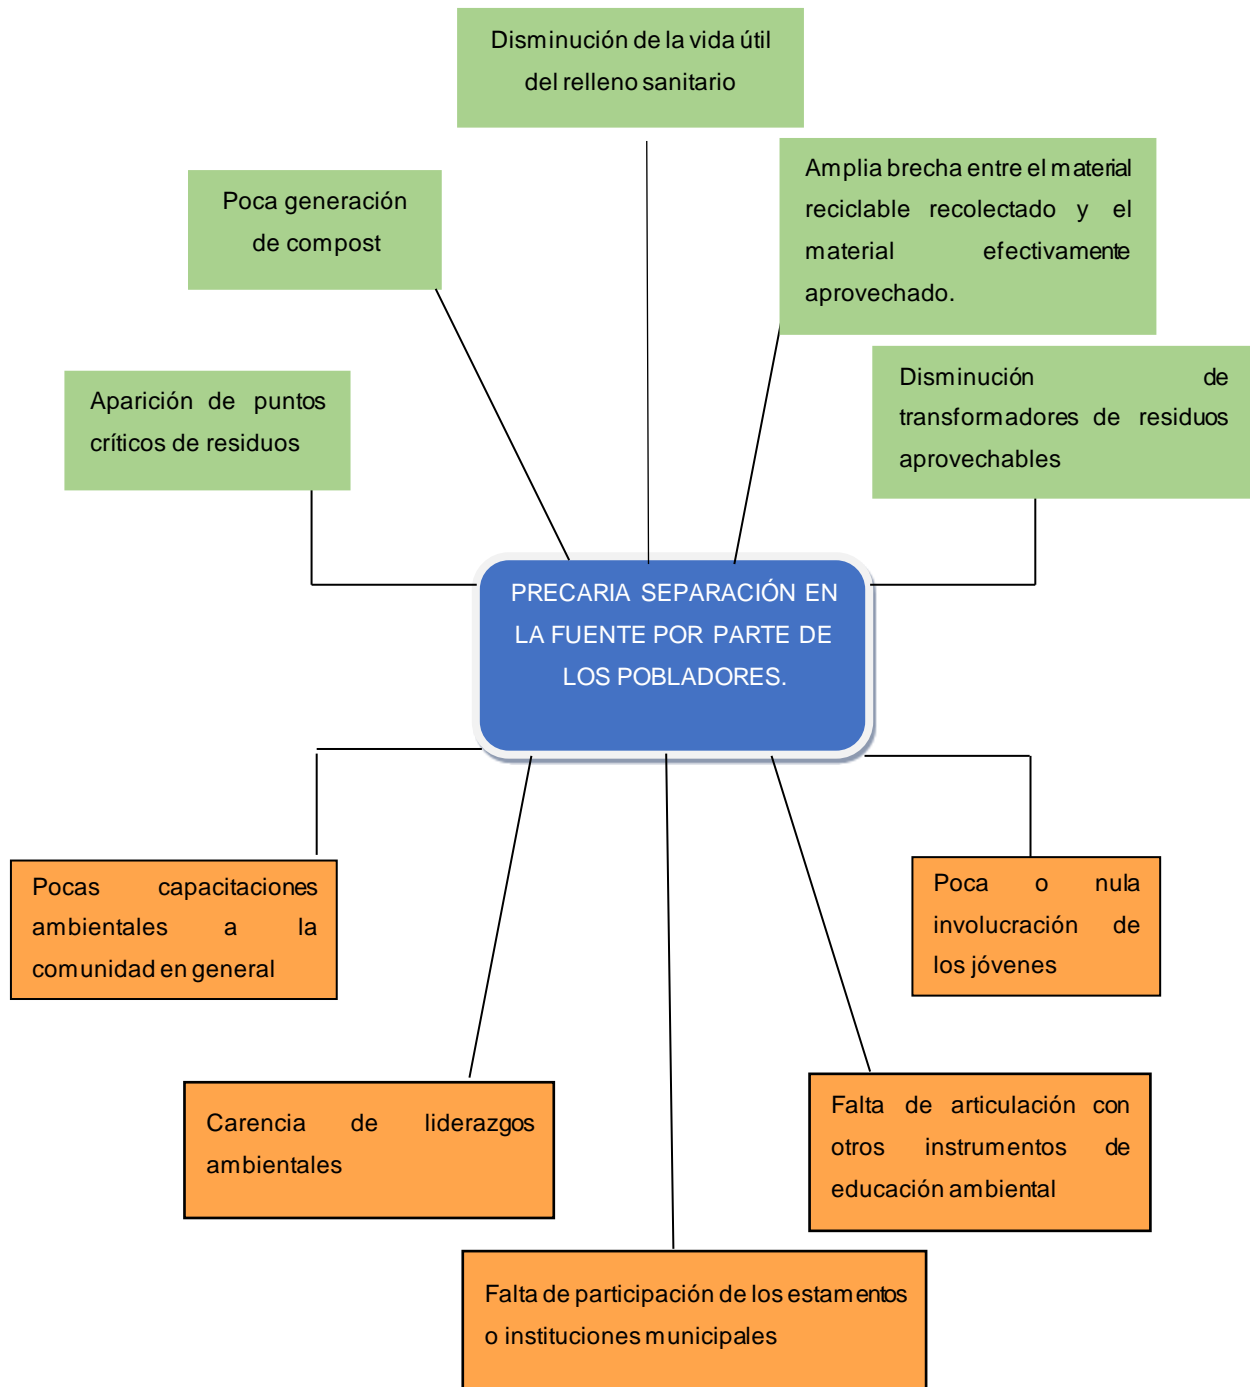 Disminución de la vida útil
del relleno sanitario
Amplia brecha entre el material
reciclable recolectado y el
material efectivamente
aprovechado.
Poca generación
de compost
Disminución de
transformadores de residuos
aprovechables
Aparición de puntos
críticos de residuos
PRECARIA SEPARACIÓN EN
LA FUENTE POR PARTE DE
LOS POBLADORES.
Pocas capacitaciones
ambientales a la
comunidad en general
Poca o nula
involucración de
los jóvenes
Carencia de liderazgos
ambientales
Falta de articulación con
otros instrumentos de
educación ambiental
Falta de participación de los estamentos
o instituciones municipales